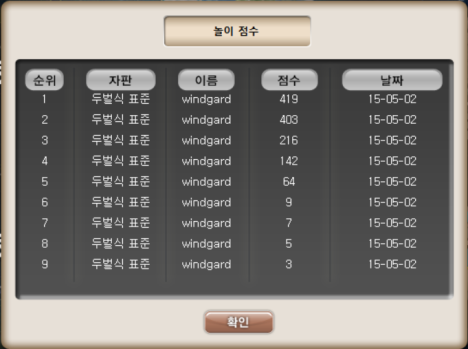 놀이 점수
순위 자판 이름 점수 날짜
1 두벌식 표준 windgard 419 15-05-02
2 두벌식 표준 windgard 403 15-05-02
3 두벌식 표준 windgard 216 15-05-02
4 두벌식 표준 windgard 142 15-05-02
5 두벌식 표준 windgard 64 15-05-02
6 두벌식 표준 windgard 9 15-05-02
7 두벌식 표준 windgard 7 15-05-02
8 두벌식 표준 windgard 5 15-05-02
9 두벌식 표준 windgard 3 15-05-02
확인